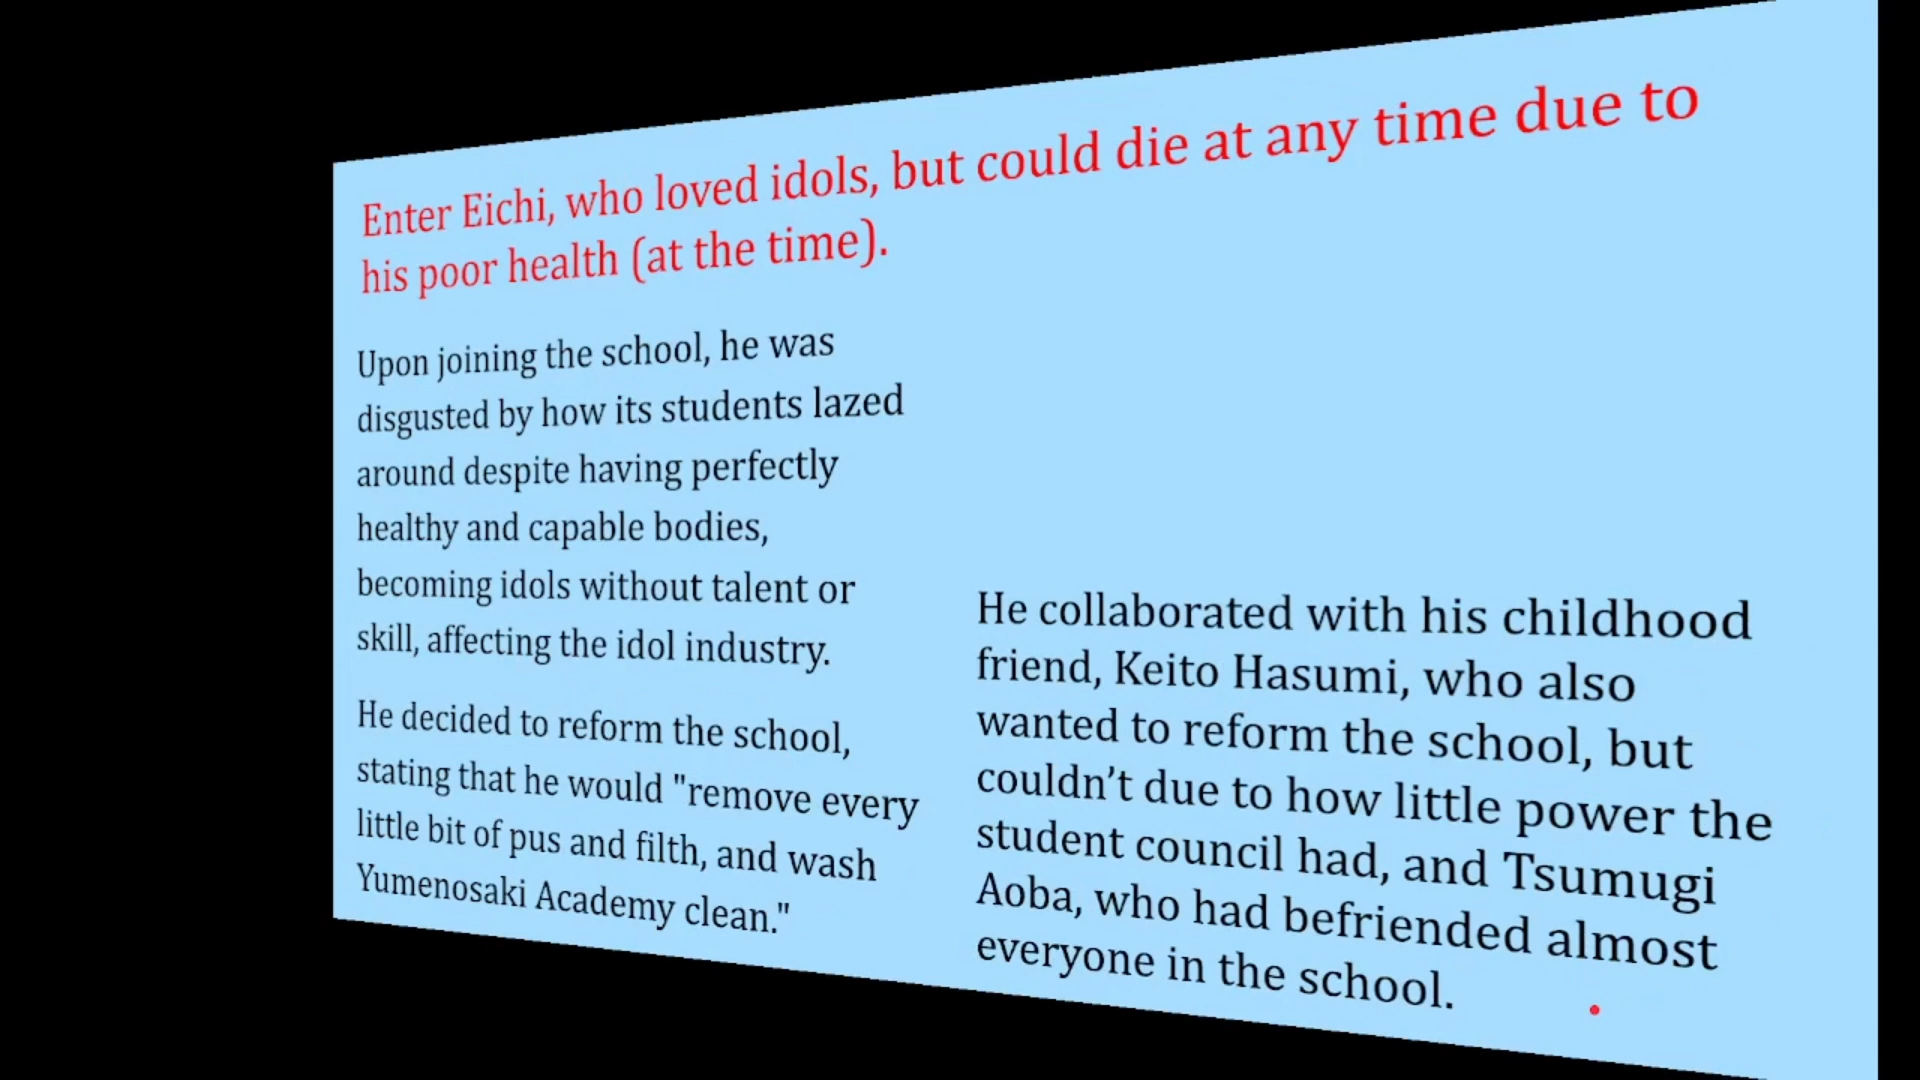 Enter Eichi, who loved idols, but could die at any time due to
his poor health (at the time).
Upon joining the school, he was
disgusted by how its students lazed
around despite having perfectly
healthy and capable bodies,
becoming idols without talent or
skill, affecting the idol industry.
He decided to reform the school,
stating that he would "remove every
little bit of pus and filth, and wash
Yumenosaki Academy clean."
He collaborated with his childhood
friend, Keito Hasumi, who also
wanted to reform the school, but
couldn’t due to how little power the
student council had, and Tsumugi
Aoba, who had befriended almost
everyone in the school.